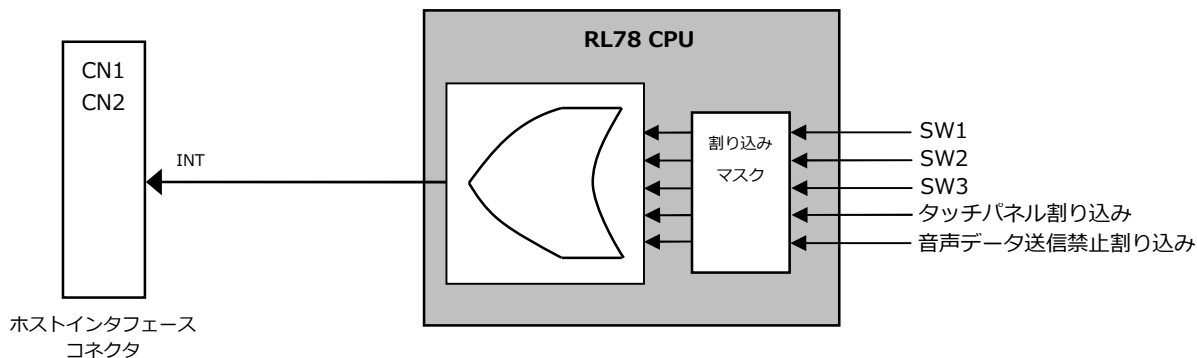 RL78 CPU
CN1
CN2
INT
割り込み
マスク
SW1
SW2
SW3
タッチパネル割り込み
音声データ送信禁止割り込み
ホストインタフェース
コネクタ